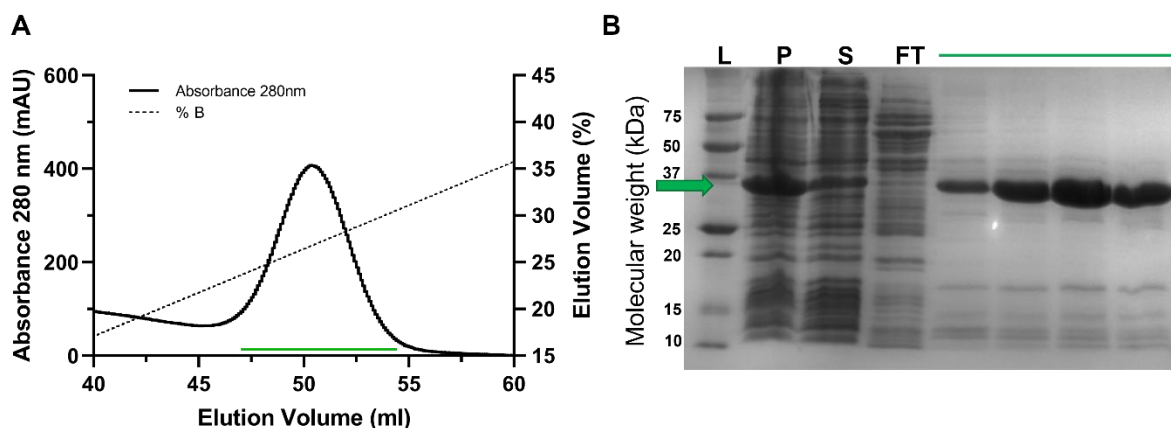 A
Absorbance 280 nm (mAU)
600
400
200
0
Absorbance 280nm
% B
45
40
35
30
25
20
15
Elution Volume (%)
40
45
50
55
60
Elution Volume (ml)
B
L P S FT
Molecular weight (kDa)
75
50
37
25
20
15
10